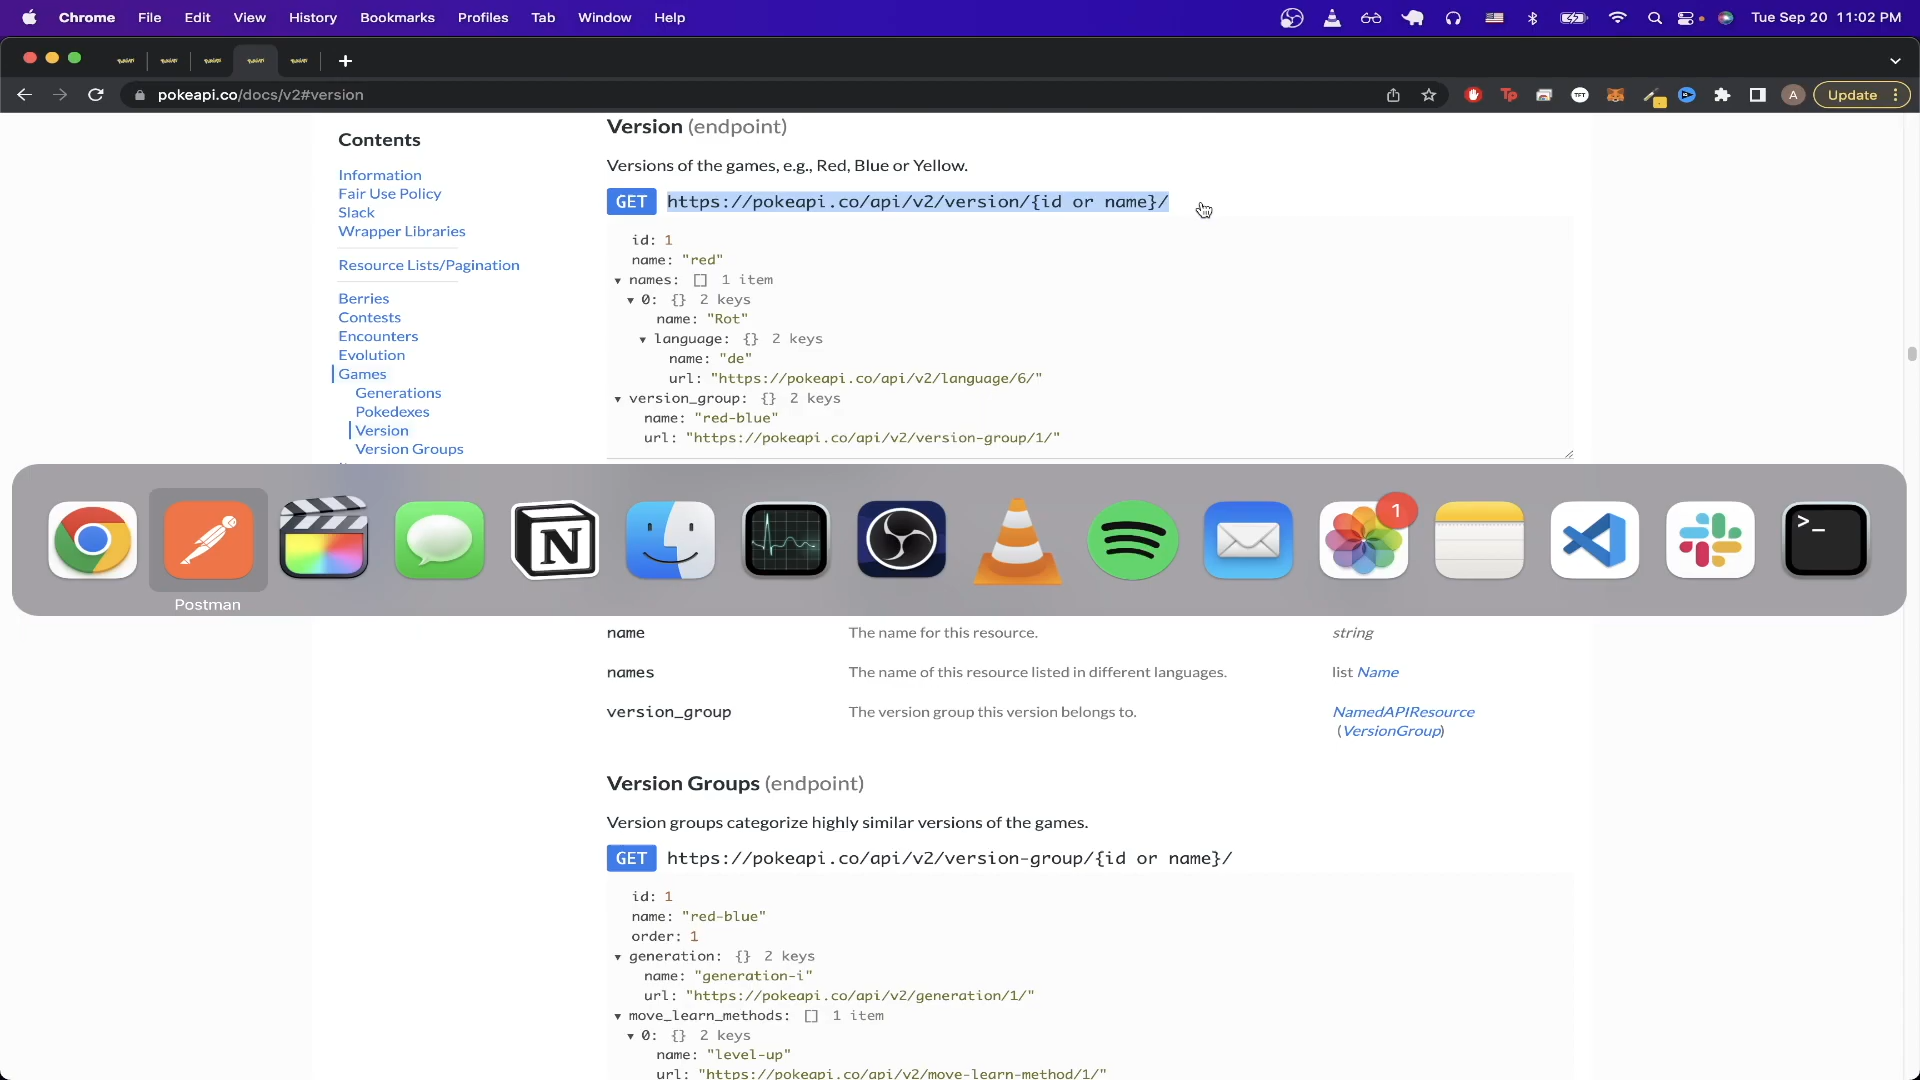 Chrome File Edit View History Bookmarks Profiles Tab Window Help Tue Sep 20 11:02 PM
pokeapi.co/docs/v2#version TP TFT A Update
Contents
Information
Fair Use Policy
Slack
Wrapper Libraries
Resource Lists/Pagination
Berries
Contests
Encounters
Evolution
Games
Generations
Pokedexes
Version
Version Groups
Version (endpoint)
Versions of the games, e.g., Red, Blue or Yellow.
GET https://pokeapi.co/api/v2/version/{id or name}/
id: 1
name: "red"
names: [] 1 item
0: {} 2 keys
name: "Rot"
language: {} 2 keys
name: "de"
url: "https://pokeapi.co/api/v2/language/6/"
version_group: {} 2 keys
name: "red-blue"
url: "https://pokeapi.co/api/v2/version-group/1/"
N 1 >_
Postman
name The name for this resource. string
names The name of this resource listed in different languages. list Name
version_group The version group this version belongs to. NamedAPIResource
(VersionGroup)
Version Groups (endpoint)
Version groups categorize highly similar versions of the games.
GET https://pokeapi.co/api/v2/version-group/{id or name}/
id: 1
name: "red-blue"
order: 1
generation: {} 2 keys
name: "generation-i"
url: "https://pokeapi.co/api/v2/generation/1/"
move_learn_methods: [] 1 item
0: {} 2 keys
name: "level-up"
url: "https://pokeapi.co/api/v2/move-learn-method/1/"